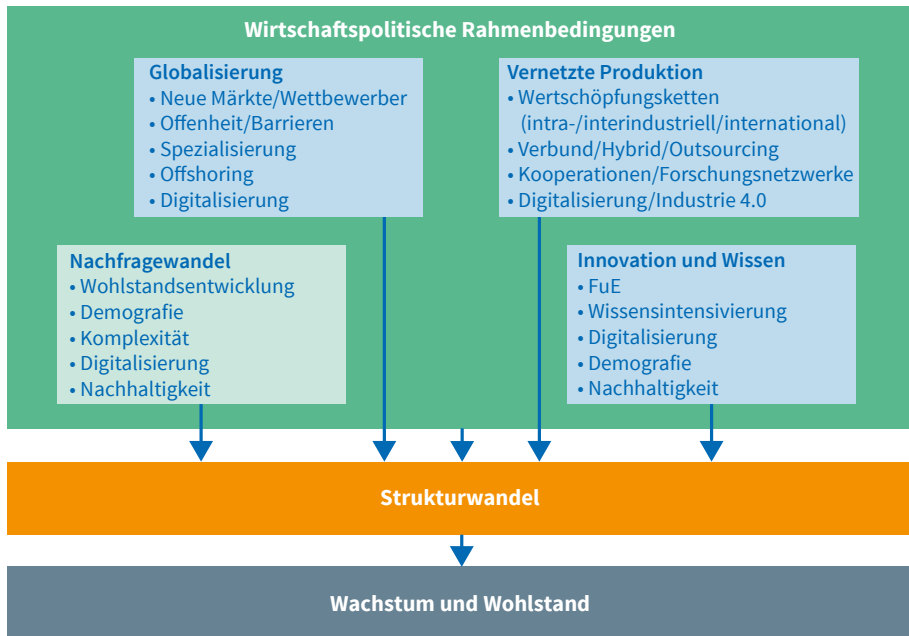 Wirtschaftspolitische Rahmenbedingungen
Globalisierung
• Neue Märkte/Wettbewerber
• Offenheit/Barrieren
• Spezialisierung
• Offshoring
• Digitalisierung
Vernetzte Produktion
• Wertschöpfungsketten
(intra-/interindustriell/international)
• Verbund/Hybrid/Outsourcing
• Kooperationen/Forschungsnetzwerke
• Digitalisierung/Industrie 4.0
Nachfragewandel
• Wohlstandsentwicklung
• Demografie
• Komplexität
• Digitalisierung
• Nachhaltigkeit
Innovation und Wissen
• FuE
• Wissensintensivierung
• Digitalisierung
• Demografie
• Nachhaltigkeit
Strukturwandel
Wachstum und Wohlstand